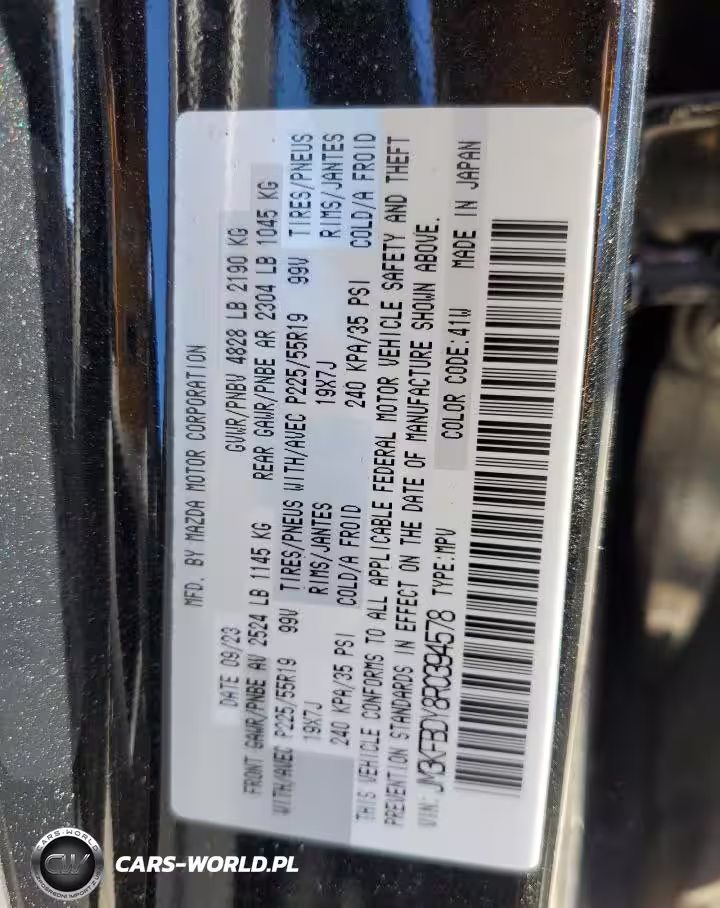 MFD. BY MAZDA MOTOR CORPORATION
DATE 09/23 GVWR/PNBV 4828 LB 2190 KG
FRONT GAWR/PNBE AV 2524 LB 1145 KG REAR GAWR/PNBE AR 2304 LB 1045 KG
WITH/AVEC P225/55R19 99V TIRES/PNEUS WITH/AVEC P225/55R19 99V TIRES/PNEUS
19X7J RIMS/JANTES 19X7J RIMS/JANTES
240 KPA/35 PSI COLD/A FROID 240 KPA/35 PSI COLD/A FROID
THIS VEHICLE CONFORMS TO ALL APPLICABLE FEDERAL MOTOR VEHICLE SAFETY AND THEFT
PREVENTION STANDARDS IN EFFECT ON THE DATE OF MANUFACTURE SHOWN ABOVE.
VIN: JM3KFBDY8R0394578 TYPE:MPV COLOR CODE:41W MADE IN JAPAN
CARS-WORLD
CW
CARS-WORLD.PL